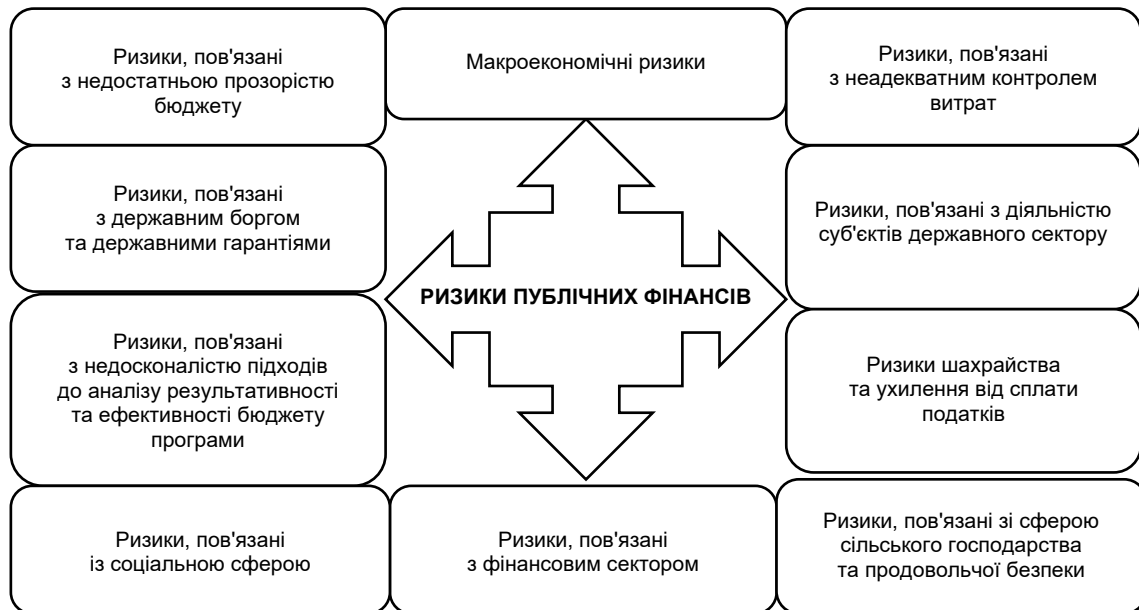 Ризики, пов'язані
з недостатньою прозорістю
бюджету
Макроекономічні ризики
Ризики, пов'язані
з неадекватним контролем
витрат
Ризики, пов'язані
з державним боргом
та державними гарантіями
Ризики, пов'язані з діяльністю
суб'єктів державного сектору
РИЗИКИ ПУБЛІЧНИХ ФІНАНСІВ
Ризики, пов'язані
з недосконалістю підходів
до аналізу результативності
та ефективності бюджету
програми
Ризики шахрайства
та ухилення від сплати
податків
Ризики, пов'язані
із соціальною сферою
Ризики, пов'язані
з фінансовим сектором
Ризики, пов'язані зі сферою
сільського господарства
та продовольчої безпеки